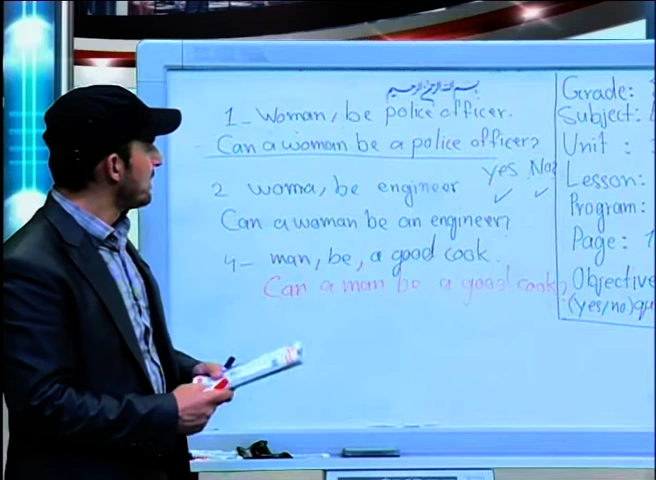 بسم الله الرحمن الرحيم
1_ Woman, be police officer.
Can a woman be a police officer?
Yes No?
✓ ✓
2 woma, be engineer
Can a woman be an engineer?
4_ man, be, a good cook.
Can a man be a good cook?
Grade:
Subject:
Unit :
Lesson:
Program:
Page: 1
Objective
(yes/no) qu